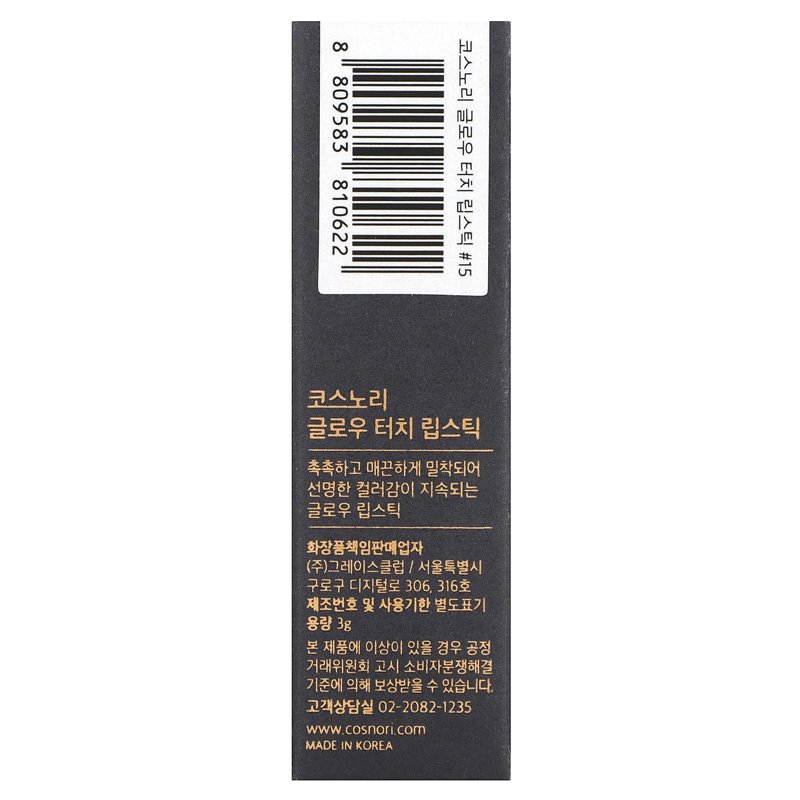 코스노리 글로우 터치 립스틱 #15
8 809583 810622
코스노리
글로우 터치 립스틱
촉촉하고 매끈하게 밀착되어
선명한 컬러감이 지속되는
글로우 립스틱
화장품책임판매업자
(주)그레이스클럽 / 서울특별시
구로구 디지털로 306, 316호
제조번호 및 사용기한 별도표기
용량 3g
본 제품에 이상이 있을 경우 공정
거래위원회 고시 소비자분쟁해결
기준에 의해 보상받을 수 있습니다.
고객상담실 02-2082-1235
www.cosnori.com
MADE IN KOREA